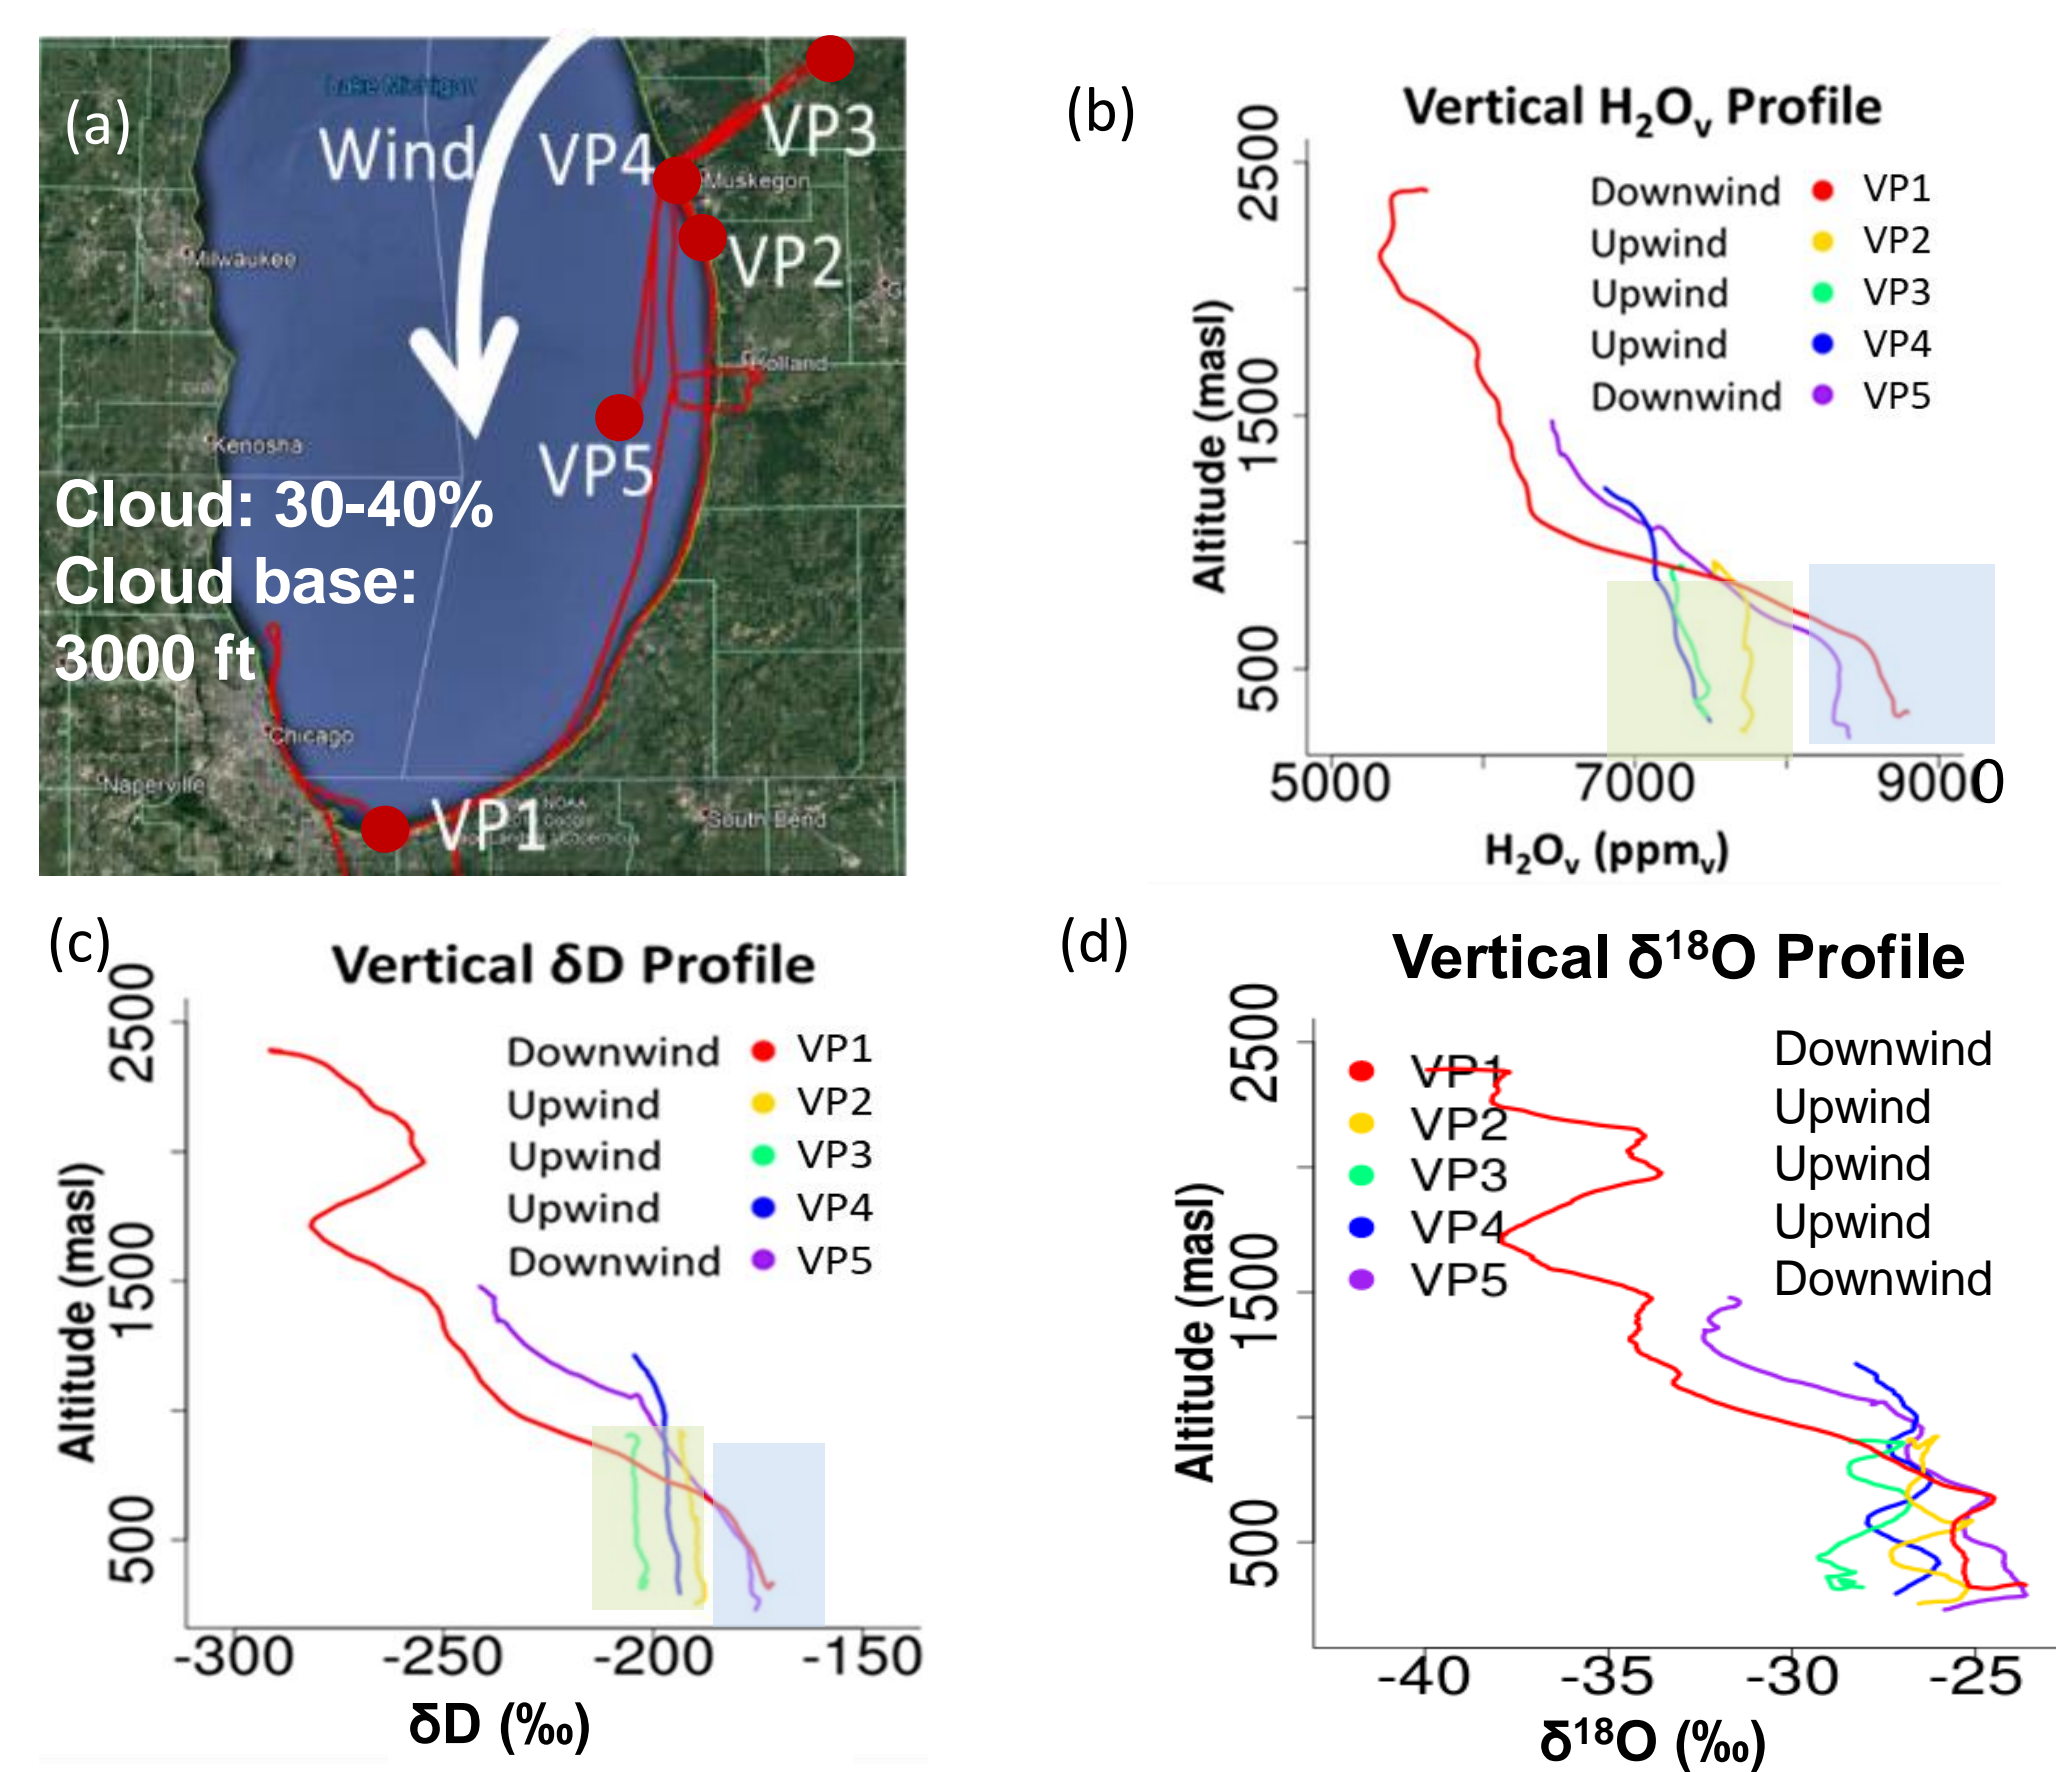 (a)
Lake Michigan
Wind
VP4
VP3
Muskegon
VP2
Milwaukee
Holland
VP5
Kenosha
Cloud: 30-40%
Cloud base:
3000 ft
Chicago
Naperville
VP1
NOAA
South Bend
(b)
Vertical H₂Oᵥ Profile
Downwind VP1
Upwind VP2
Upwind VP3
Upwind VP4
Downwind VP5
Altitude (masl)
2500
1500
500
5000 7000 9000
H₂Oᵥ (ppmᵥ)
(c)
Vertical δD Profile
Downwind VP1
Upwind VP2
Upwind VP3
Upwind VP4
Downwind VP5
Altitude (masl)
2500
1500
500
-300 -250 -200 -150
δD (‰)
(d)
Vertical δ¹⁸O Profile
VP1 Downwind
VP2 Upwind
VP3 Upwind
VP4 Upwind
VP5 Downwind
Altitude (masl)
2500
1500
500
-40 -35 -30 -25
δ¹⁸O (‰)